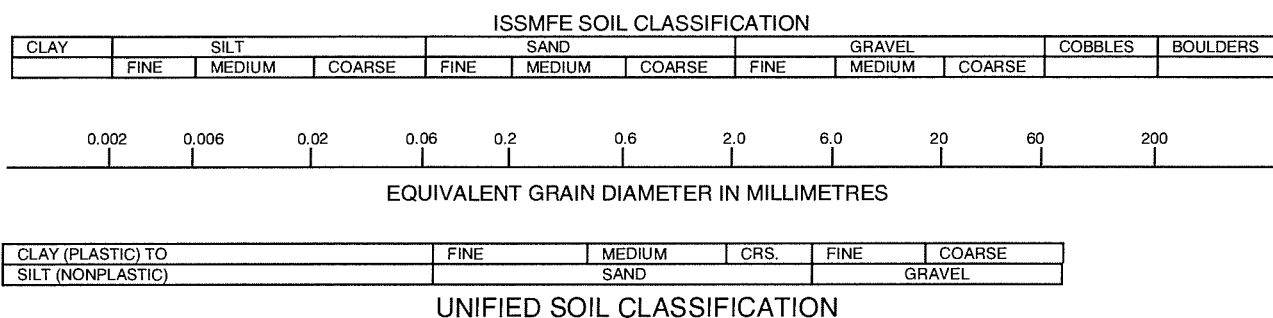 ISSMFE SOIL CLASSIFICATION
CLAY SILT SAND GRAVEL COBBLES BOULDERS
FINE MEDIUM COARSE FINE MEDIUM COARSE FINE MEDIUM COARSE
0.002 0.006 0.02 0.06 0.2 0.6 2.0 6.0 20 60 200
EQUIVALENT GRAIN DIAMETER IN MILLIMETRES
CLAY (PLASTIC) TO FINE MEDIUM CRS. FINE COARSE
SILT (NONPLASTIC) SAND GRAVEL
UNIFIED SOIL CLASSIFICATION